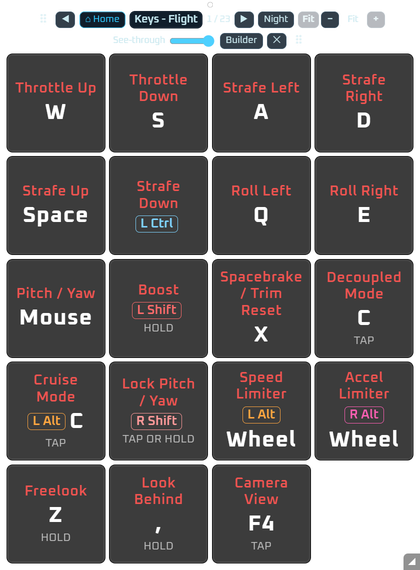 Home Keys - Flight 1 / 23 Night Fit − Fit +
See-through Builder
Throttle Up
W
Throttle
Down
S
Strafe Left
A
Strafe
Right
D
Strafe Up
Space
Strafe
Down
L Ctrl
Roll Left
Q
Roll Right
E
Pitch / Yaw
Mouse
Boost
L Shift
HOLD
Spacebrake
/ Trim
Reset
X
Decoupled
Mode
C
TAP
Cruise
Mode
L Alt C
TAP
Lock Pitch
/ Yaw
R Shift
TAP OR HOLD
Speed
Limiter
L Alt
Wheel
Accel
Limiter
R Alt
Wheel
Freelook
Z
HOLD
Look
Behind
,
HOLD
Camera
View
F4
TAP